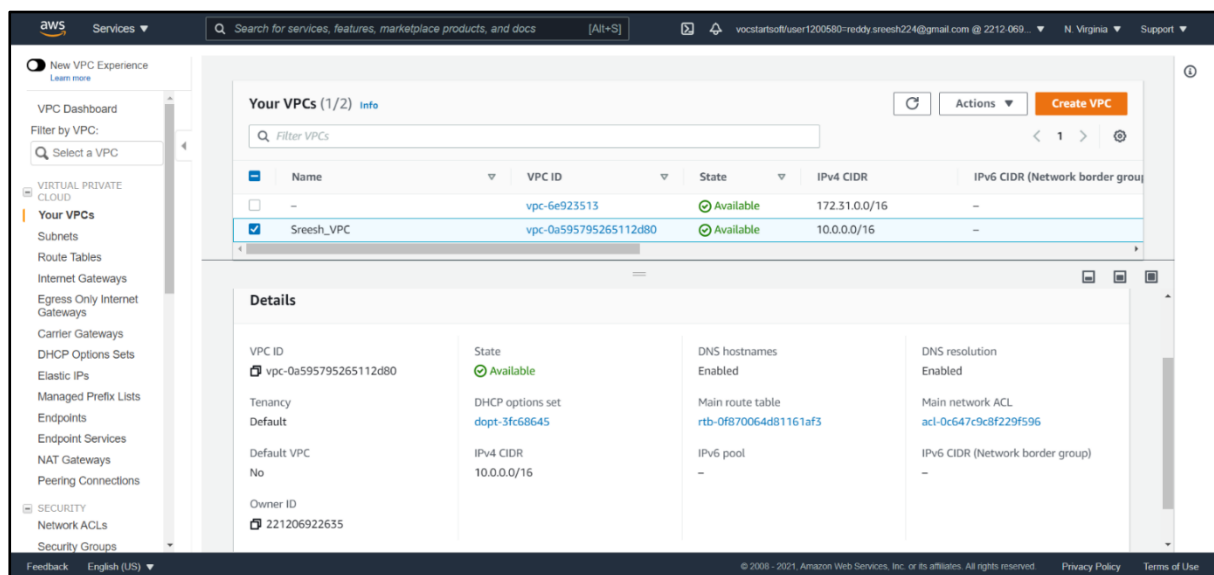 aws Services ▼ Search for services, features, marketplace products, and docs [Alt+S] vocstartsoft/user1200580=reddy.sreesh224@gmail.com @ 2212-069... ▼ N. Virginia ▼ Support ▼
New VPC Experience
Learn more
VPC Dashboard
Filter by VPC:
Select a VPC
VIRTUAL PRIVATE
CLOUD
Your VPCs
Subnets
Route Tables
Internet Gateways
Egress Only Internet
Gateways
Carrier Gateways
DHCP Options Sets
Elastic IPs
Managed Prefix Lists
Endpoints
Endpoint Services
NAT Gateways
Peering Connections
SECURITY
Network ACLs
Security Groups
Your VPCs (1/2) Info Actions ▼ Create VPC
Filter VPCs < 1 >
Name VPC ID State IPv4 CIDR IPv6 CIDR (Network border group
– vpc-6e923513 Available 172.31.0.0/16 –
Sreesh_VPC vpc-0a595795265112d80 Available 10.0.0.0/16 –
Details
VPC ID State DNS hostnames DNS resolution
vpc-0a595795265112d80 Available Enabled Enabled
Tenancy DHCP options set Main route table Main network ACL
Default dopt-3fc68645 rtb-0f870064d81161af3 acl-0c647c9c8f229f596
Default VPC IPv4 CIDR IPv6 pool IPv6 CIDR (Network border group)
No 10.0.0.0/16 – –
Owner ID
221206922635
Feedback English (US) ▼ © 2008 - 2021, Amazon Web Services, Inc. or its affiliates. All rights reserved. Privacy Policy Terms of Use